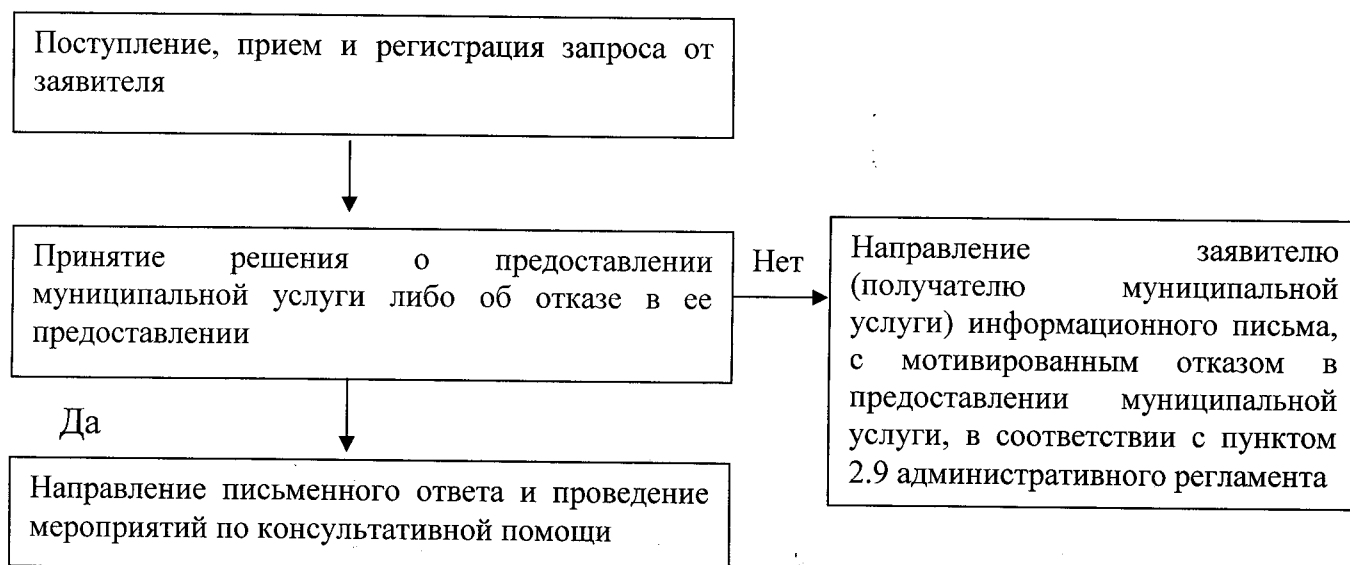 Поступление, прием и регистрация запроса от
заявителя
Принятие решения о предоставлении
муниципальной услуги либо об отказе в ее
предоставлении
Нет
Направление заявителю
(получателю муниципальной
услуги) информационного письма,
с мотивированным отказом в
предоставлении муниципальной
услуги, в соответствии с пунктом
2.9 административного регламента
Да
Направление письменного ответа и проведение
мероприятий по консультативной помощи